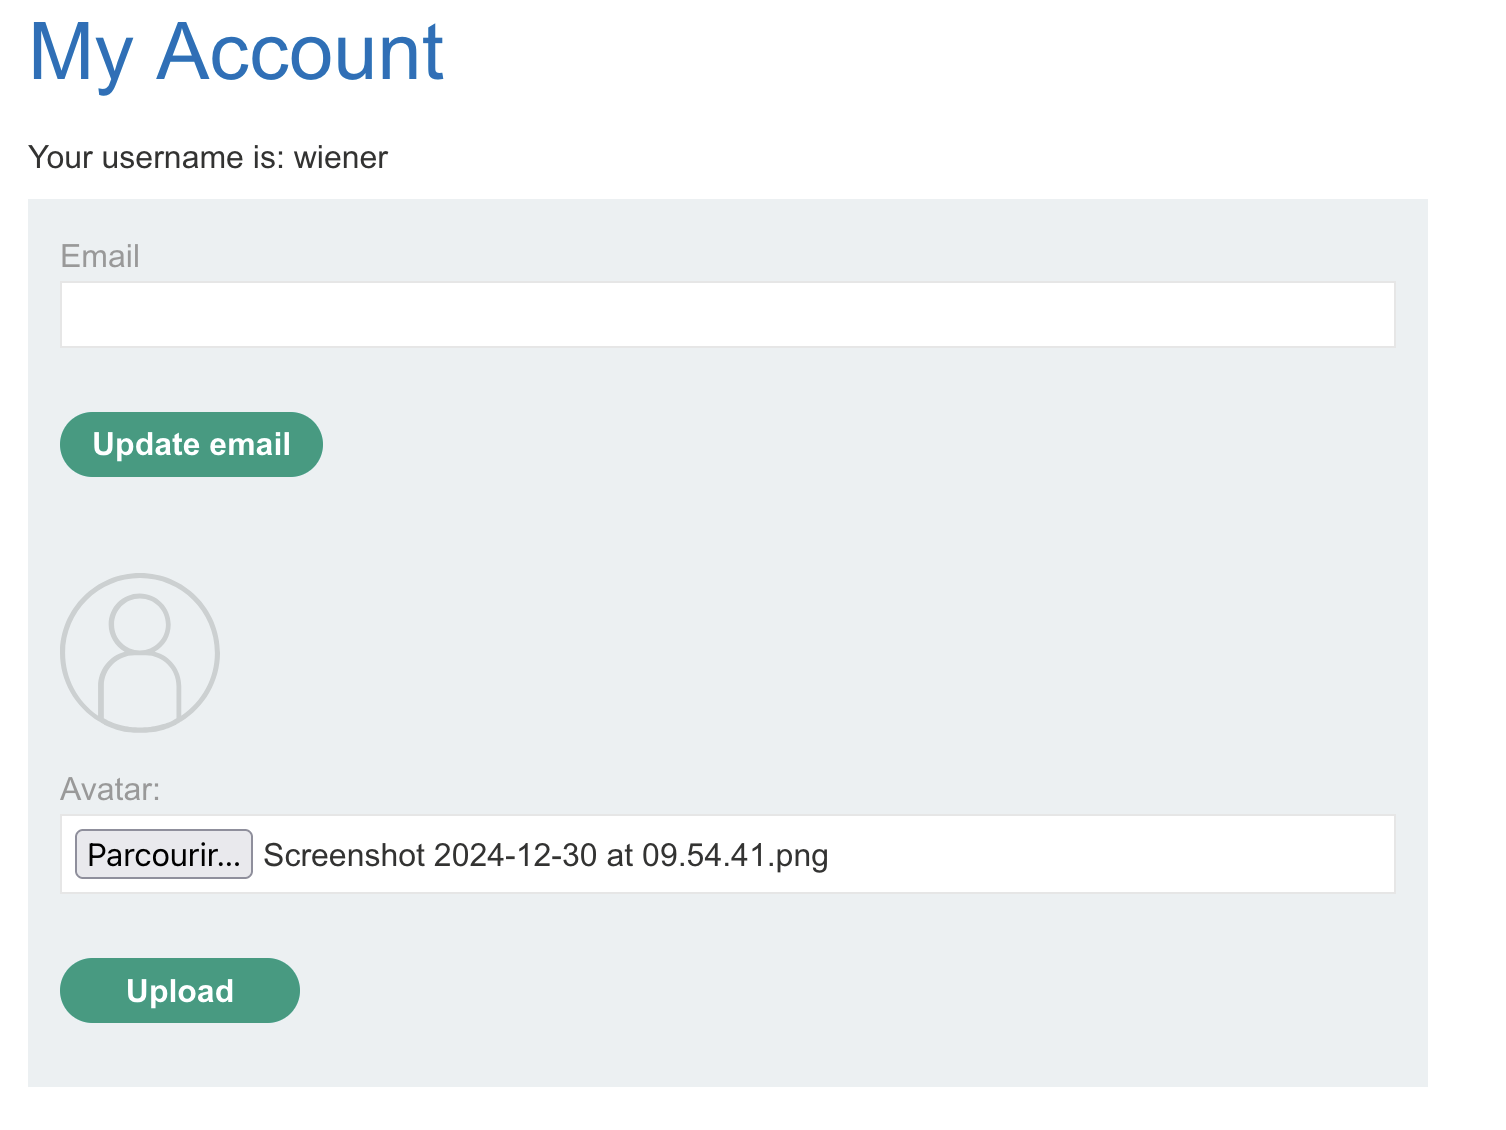 My Account
Your username is: wiener
Email
Update email
Avatar:
Parcourir... Screenshot 2024-12-30 at 09.54.41.png
Upload